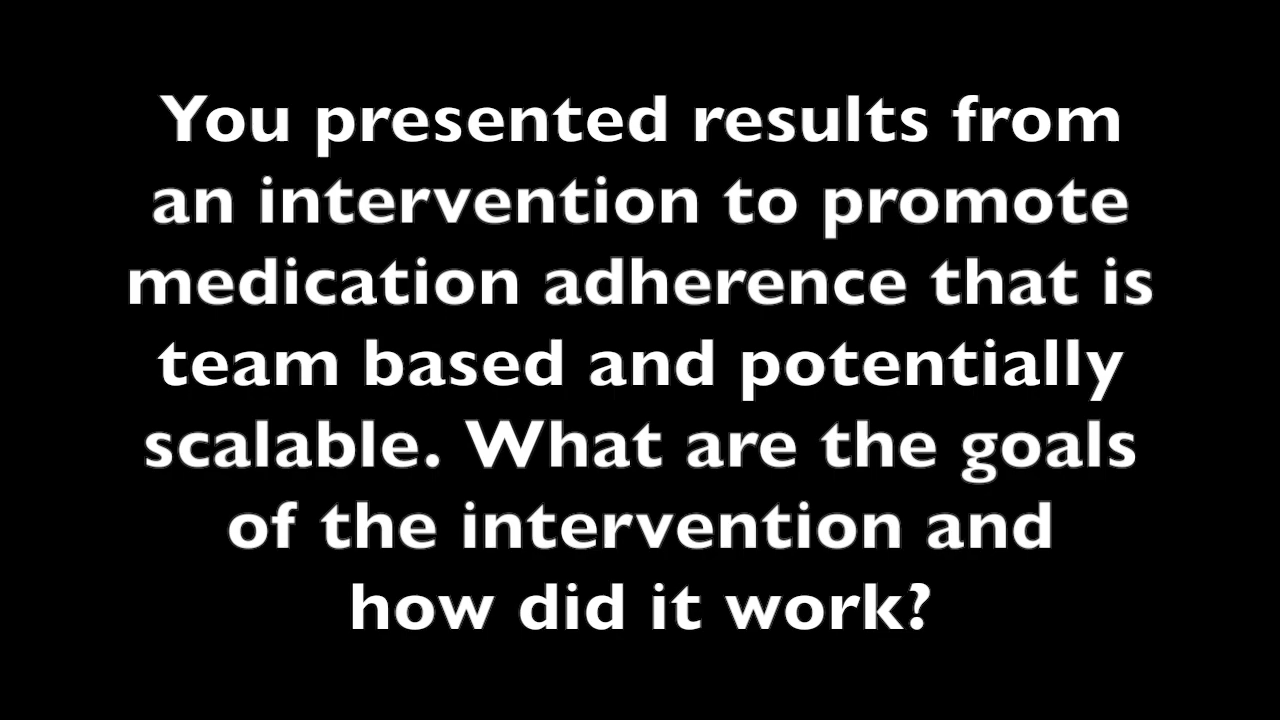 You presented results from
an intervention to promote
medication adherence that is
team based and potentially
scalable. What are the goals
of the intervention and
how did it work?